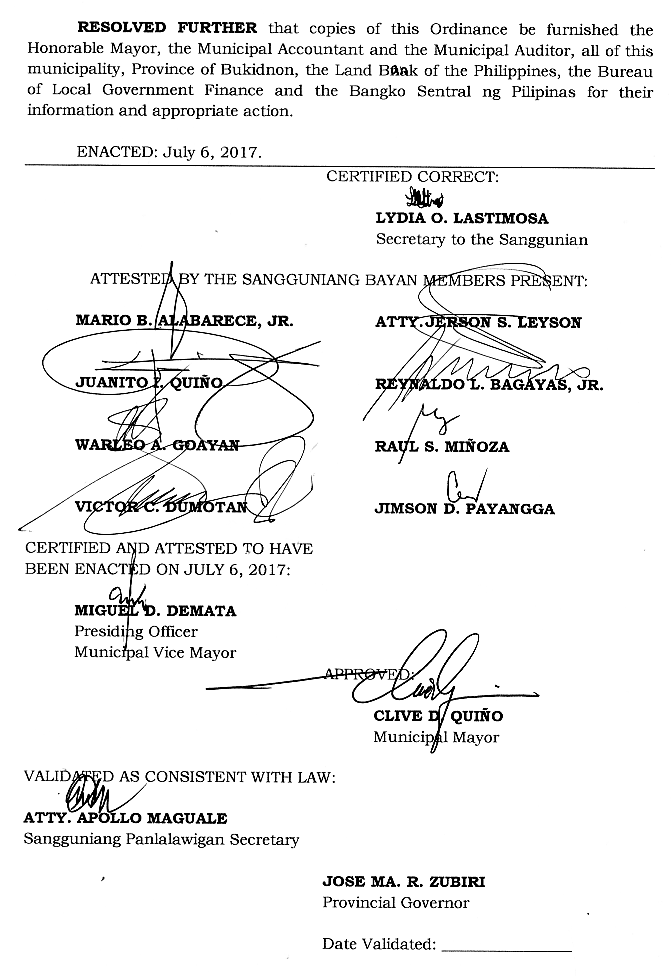 RESOLVED FURTHER that copies of this Ordinance be furnished the
Honorable Mayor, the Municipal Accountant and the Municipal Auditor, all of this
municipality, Province of Bukidnon, the Land Bank of the Philippines, the Bureau
of Local Government Finance and the Bangko Sentral ng Pilipinas for their
information and appropriate action.
ENACTED: July 6, 2017.
CERTIFIED CORRECT:
LYDIA O. LASTIMOSA
Secretary to the Sanggunian
ATTESTED BY THE SANGGUNIANG BAYAN MEMBERS PRESENT:
MARIO B. ALABARECE, JR.
ATTY. JERSON S. LEYSON
JUANITO QUIÑO
REYNALDO L. BAGAYAS, JR.
WARLEO A. GOAYAN
RAUL S. MIÑOZA
VICTOR C. DUMOTAN
JIMSON D. PAYANGGA
CERTIFIED AND ATTESTED TO HAVE
BEEN ENACTED ON JULY 6, 2017:
MIGUEL D. DEMATA
Presiding Officer
Municipal Vice Mayor
APPROVED:
CLIVE D. QUIÑO
Municipal Mayor
VALIDATED AS CONSISTENT WITH LAW:
ATTY. APOLLO MAGUALE
Sangguniang Panlalawigan Secretary
JOSE MA. R. ZUBIRI
Provincial Governor
Date Validated: